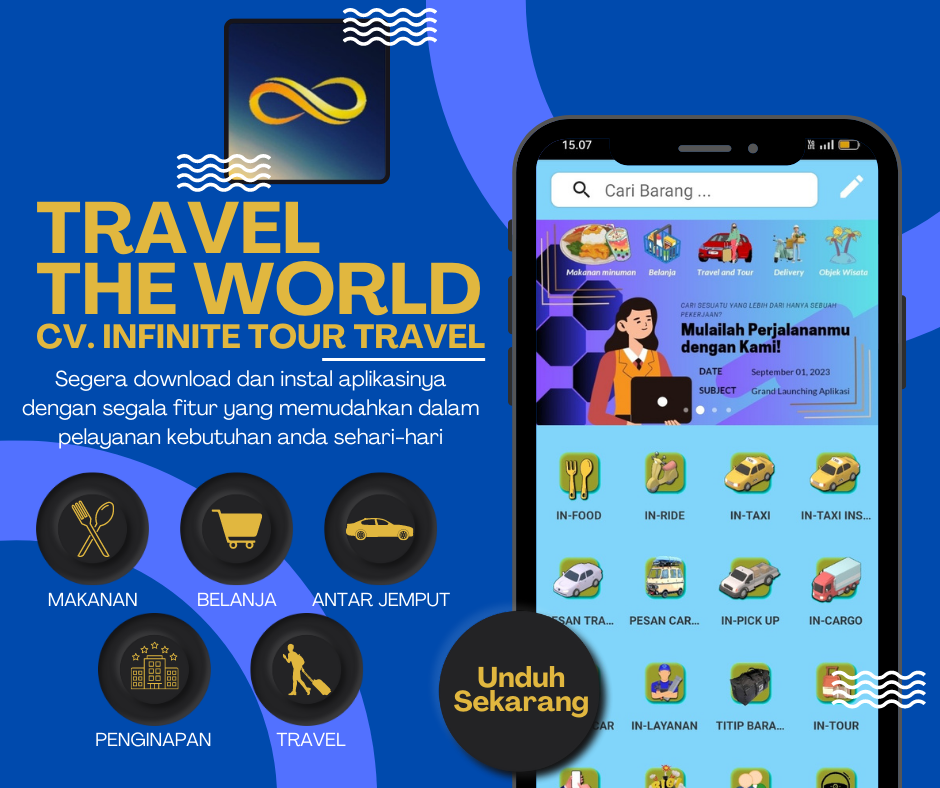 TRAVEL
THE WORLD
CV. INFINITE TOUR TRAVEL
Segera download dan instal aplikasinya
dengan segala fitur yang memudahkan dalam
pelayanan kebutuhan anda sehari-hari
MAKANAN
BELANJA
ANTAR JEMPUT
PENGINAPAN
TRAVEL
Unduh
Sekarang
15.07
Cari Barang ...
Makanan minuman
Belanja
Travel and Tour
Delivery
Objek Wisata
CARI SESUATU YANG LEBIH DARI HANYA SEBUAH
PEKERJAAN?
Mulailah Perjalananmu
dengan Kami!
DATE September 01, 2023
SUBJECT Grand Launching Aplikasi
IN-FOOD
IN-RIDE
IN-TAXI
IN-TAXI INS...
ESAN TRA...
PESAN CAR...
IN-PICK UP
IN-CARGO
CAR
IN-LAYANAN
TITIP BARA...
IN-TOUR